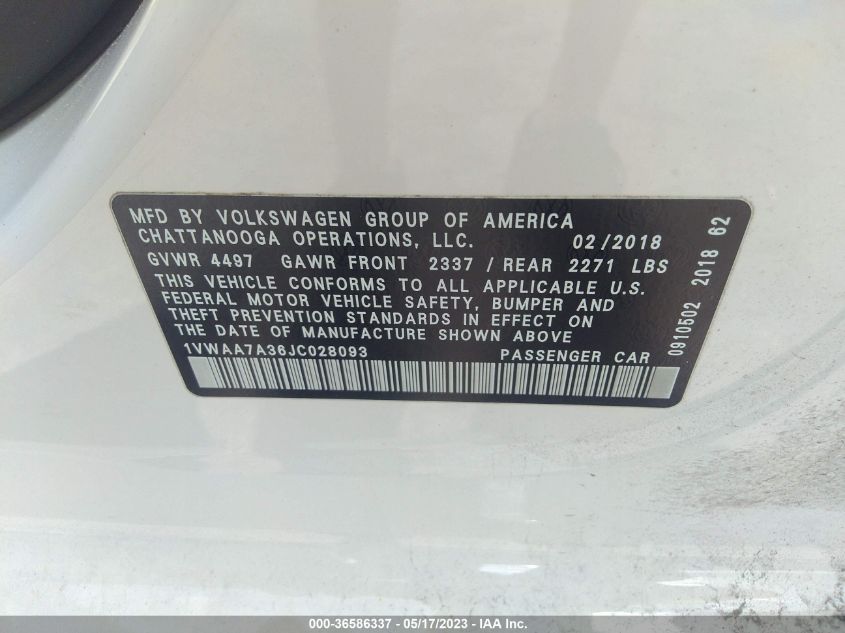 MFD BY VOLKSWAGEN GROUP OF AMERICA
CHATTANOOGA OPERATIONS, LLC. 02/2018
GVWR 4497 GAWR FRONT 2337 / REAR 2271 LBS
THIS VEHICLE CONFORMS TO ALL APPLICABLE U.S.
FEDERAL MOTOR VEHICLE SAFETY, BUMPER AND
THEFT PREVENTION STANDARDS IN EFFECT ON
THE DATE OF MANUFACTURE SHOWN ABOVE
1VWAA7A36JC028093 PASSENGER CAR
0910502 2018 62
000-36586337 - 05/17/2023 - IAA Inc.